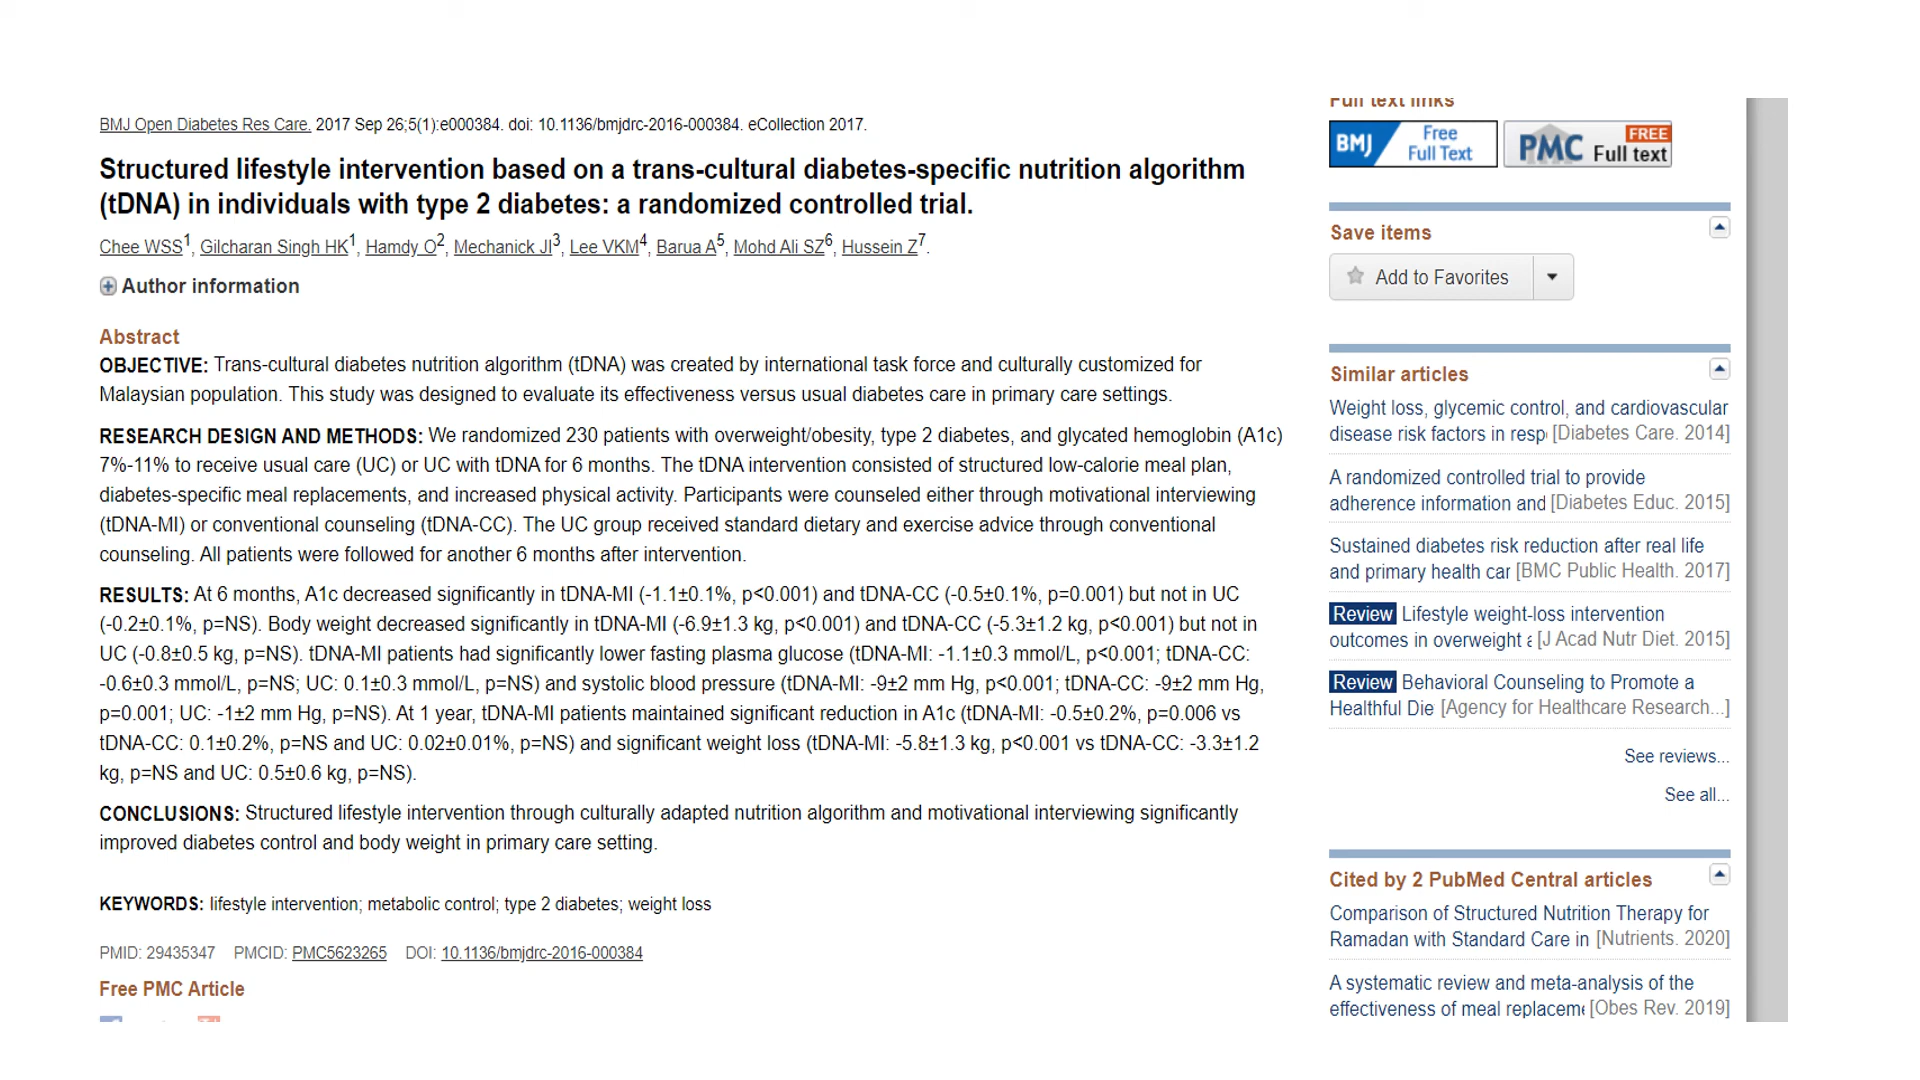 BMJ Open Diabetes Res Care. 2017 Sep 26;5(1):e000384. doi: 10.1136/bmjdrc-2016-000384. eCollection 2017.
Structured lifestyle intervention based on a trans-cultural diabetes-specific nutrition algorithm
(tDNA) in individuals with type 2 diabetes: a randomized controlled trial.
Chee WSS1, Gilcharan Singh HK1, Hamdy O2, Mechanick JI3, Lee VKM4, Barua A5, Mohd Ali SZ6, Hussein Z7.
Author information
Abstract
OBJECTIVE: Trans-cultural diabetes nutrition algorithm (tDNA) was created by international task force and culturally customized for
Malaysian population. This study was designed to evaluate its effectiveness versus usual diabetes care in primary care settings.
RESEARCH DESIGN AND METHODS: We randomized 230 patients with overweight/obesity, type 2 diabetes, and glycated hemoglobin (A1c)
7%-11% to receive usual care (UC) or UC with tDNA for 6 months. The tDNA intervention consisted of structured low-calorie meal plan,
diabetes-specific meal replacements, and increased physical activity. Participants were counseled either through motivational interviewing
(tDNA-MI) or conventional counseling (tDNA-CC). The UC group received standard dietary and exercise advice through conventional
counseling. All patients were followed for another 6 months after intervention.
RESULTS: At 6 months, A1c decreased significantly in tDNA-MI (-1.1±0.1%, p<0.001) and tDNA-CC (-0.5±0.1%, p=0.001) but not in UC
(-0.2±0.1%, p=NS). Body weight decreased significantly in tDNA-MI (-6.9±1.3 kg, p<0.001) and tDNA-CC (-5.3±1.2 kg, p<0.001) but not in
UC (-0.8±0.5 kg, p=NS). tDNA-MI patients had significantly lower fasting plasma glucose (tDNA-MI: -1.1±0.3 mmol/L, p<0.001; tDNA-CC:
-0.6±0.3 mmol/L, p=NS; UC: 0.1±0.3 mmol/L, p=NS) and systolic blood pressure (tDNA-MI: -9±2 mm Hg, p<0.001; tDNA-CC: -9±2 mm Hg,
p=0.001; UC: -1±2 mm Hg, p=NS). At 1 year, tDNA-MI patients maintained significant reduction in A1c (tDNA-MI: -0.5±0.2%, p=0.006 vs
tDNA-CC: 0.1±0.2%, p=NS and UC: 0.02±0.01%, p=NS) and significant weight loss (tDNA-MI: -5.8±1.3 kg, p<0.001 vs tDNA-CC: -3.3±1.2
kg, p=NS and UC: 0.5±0.6 kg, p=NS).
CONCLUSIONS: Structured lifestyle intervention through culturally adapted nutrition algorithm and motivational interviewing significantly
improved diabetes control and body weight in primary care setting.
KEYWORDS: lifestyle intervention; metabolic control; type 2 diabetes; weight loss
PMID: 29435347 PMCID: PMC5623265 DOI: 10.1136/bmjdrc-2016-000384
Free PMC Article
Full text links
BMJ Free Full Text
PMC FREE Full text
Save items
Add to Favorites
Similar articles
Weight loss, glycemic control, and cardiovascular
disease risk factors in resp [Diabetes Care. 2014]
A randomized controlled trial to provide
adherence information and [Diabetes Educ. 2015]
Sustained diabetes risk reduction after real life
and primary health car [BMC Public Health. 2017]
Review Lifestyle weight-loss intervention
outcomes in overweight a [J Acad Nutr Diet. 2015]
Review Behavioral Counseling to Promote a
Healthful Die [Agency for Healthcare Research...]
See reviews...
See all...
Cited by 2 PubMed Central articles
Comparison of Structured Nutrition Therapy for
Ramadan with Standard Care in [Nutrients. 2020]
A systematic review and meta-analysis of the
effectiveness of meal replaceme [Obes Rev. 2019]